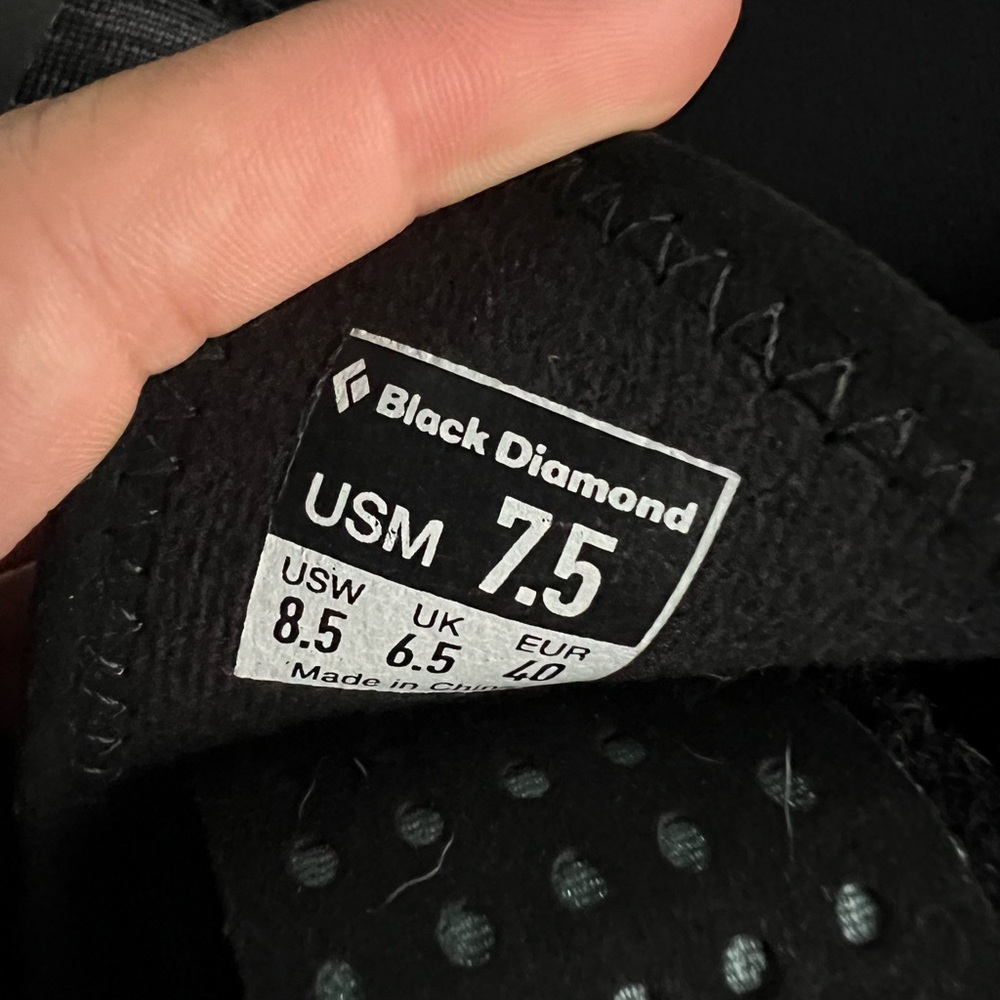 Black Diamond
USM 7.5
USW UK EUR
8.5 6.5 40
Made in